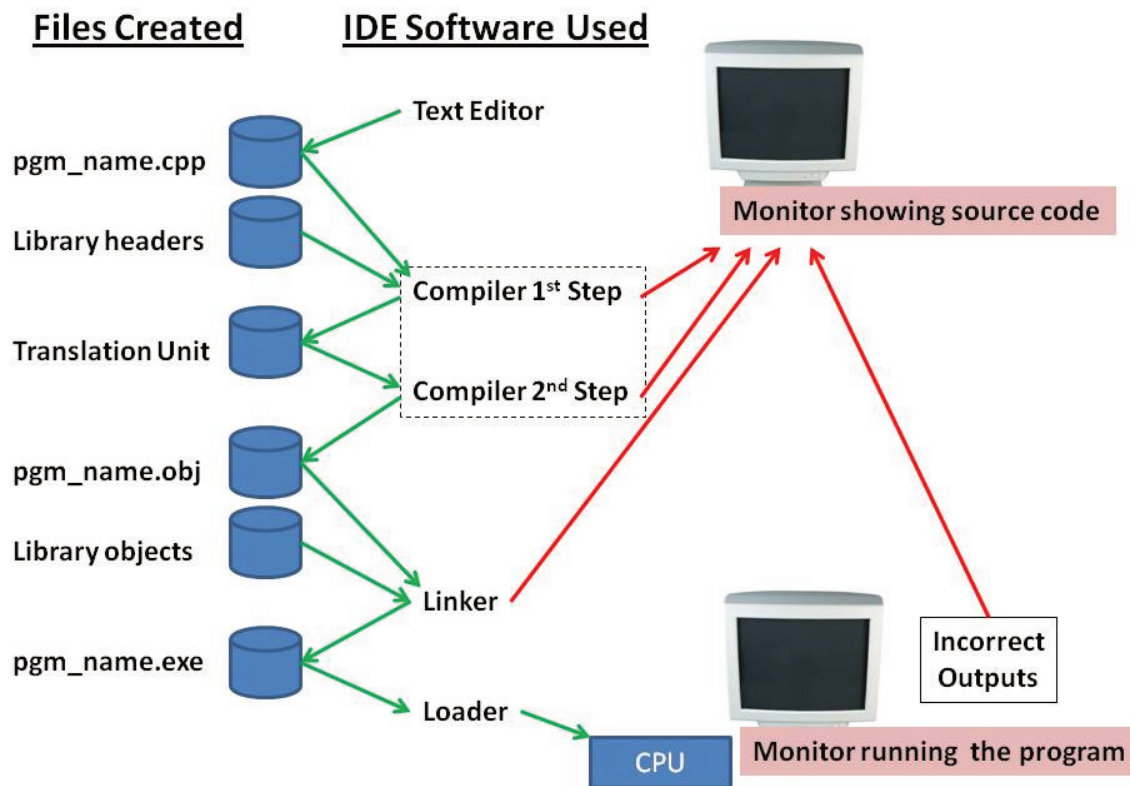 Files Created
IDE Software Used
Text Editor
pgm_name.cpp
Library headers
Monitor showing source code
Compiler 1st Step
Translation Unit
Compiler 2nd Step
pgm_name.obj
Library objects
Linker
pgm_name.exe
Incorrect
Outputs
Loader
CPU
Monitor running the program